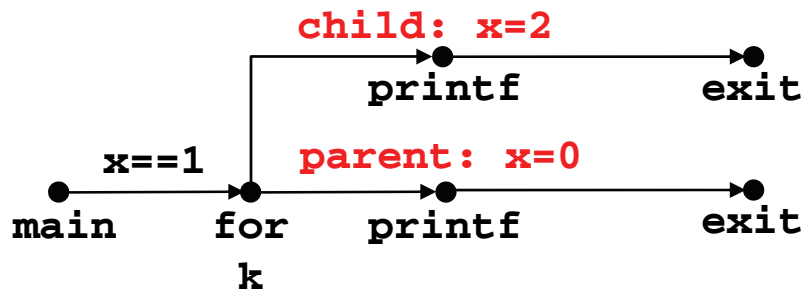 child: x=2
printf exit
x==1 parent: x=0
main for printf exit
k